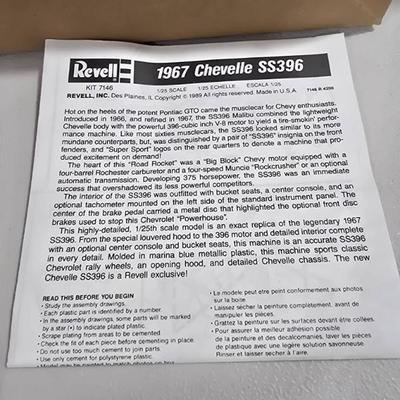 Revell
1967 Chevelle SS396
KIT 7146
1/25 SCALE 1/25 ECHELLE ESCALA 1/25
7146 R 4200
REVELL, INC. Des Plaines, IL Copyright © 1989 All rights reserved. Made in U.S.A.
Hot on the heels of the potent Pontiac GTO came the musclecar for Chevy enthusiasts.
Introduced in 1966, and refined in 1967, the SS396 Malibu combined the lightweight
Chevelle body with the powerful 396-cubic inch V-8 motor to yield a tire-smokin' perfor-
mance machine. Like most sixties musclecars, the SS396 looked similar to its more
mundane counterparts, but, was distinguished by a pair of "SS396" insignia on the front
fenders, and "Super Sport" logos on the rear quarters to denote a machine that pro-
duced excitement on demand!
The heart of this "Road Rocket" was a "Big Block" Chevy motor equipped with a
four-barrel Rochester carburetor and a four-speed Muncie "Rockcrusher" or an optional
automatic transmission. Developing 375 horsepower, the SS396 was an immediate
success that overshadowed its less powerful competitors.
The interior of the SS396 was outfitted with bucket seats, a center console, and an
optional tachometer mounted on the left side of the standard instrument panel. The
center of the brake pedal carried a metal disc that highlighted the optional front disc
brakes used to stop this Chevrolet "Powerhouse".
This highly-detailed, 1/25th scale model is an exact replica of the legendary 1967
SS396. From the special louvered hood to the 396 motor and detailed interior complete
with an optional center console and bucket seats, this machine is an accurate SS396
in every detail. Molded in marina blue metallic plastic, this machine sports classic
Chevrolet rally wheels, an opening hood, and detailed Chevelle chassis. The new
Chevelle SS396 is a Revell exclusive!
READ THIS BEFORE YOU BEGIN
• Study the assembly drawings.
• Each plastic part is identified by a number
• In the assembly drawings, some parts will be marked
by a star (★) to indicate plated plastic
• Scrape plating from areas to be cemented
• Check the fit of each piece before cementing in place.
• Do not use too much cement to join parts.
• Use only cement for polystyrene plastic.
• Model may be painted to match photos on box
• Le modele peut etre peint conformement aux photos
sur la boite
• Laissez sécher la peinture complètement, avant de
manipuler les pièces.
• Grattez la peinture sur les surfaces devant être collées.
• Pour assurer la meilleur adhésion possible
de la peinture et des decalcomanies, laver les pièces
de plastique avec une légère solution savonneuse
Rinser et laisser sécher à l'aire.